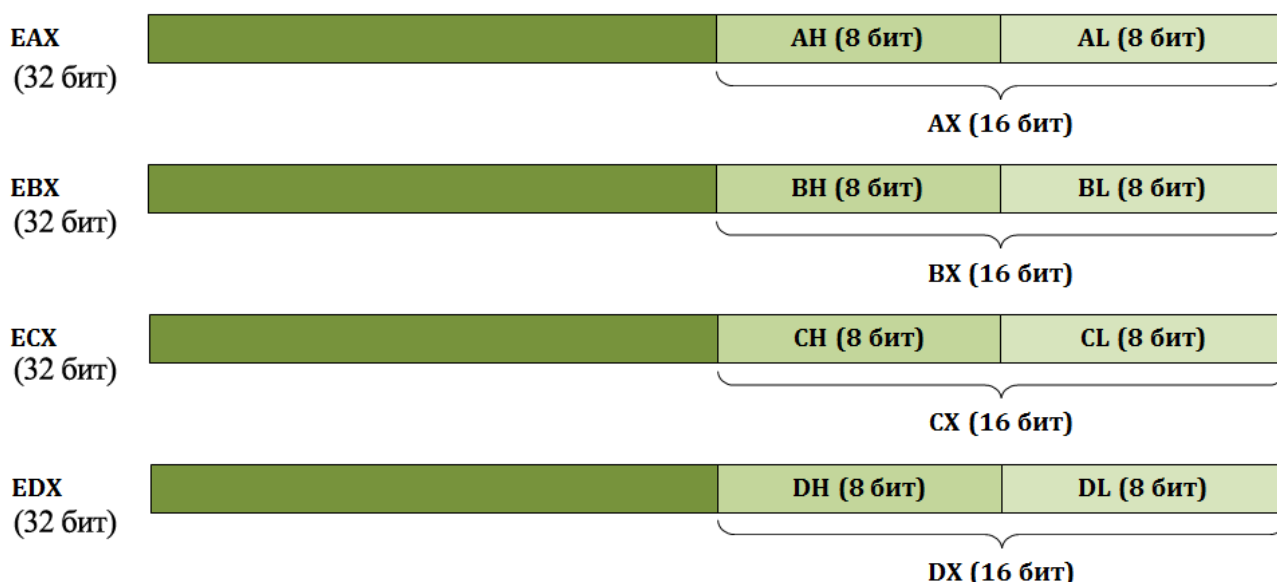 EAX AH (8 бит) AL (8 бит)
(32 бит)
AX (16 бит)
EBX BH (8 бит) BL (8 бит)
(32 бит)
BX (16 бит)
ECX CH (8 бит) CL (8 бит)
(32 бит)
CX (16 бит)
EDX DH (8 бит) DL (8 бит)
(32 бит)
DX (16 бит)